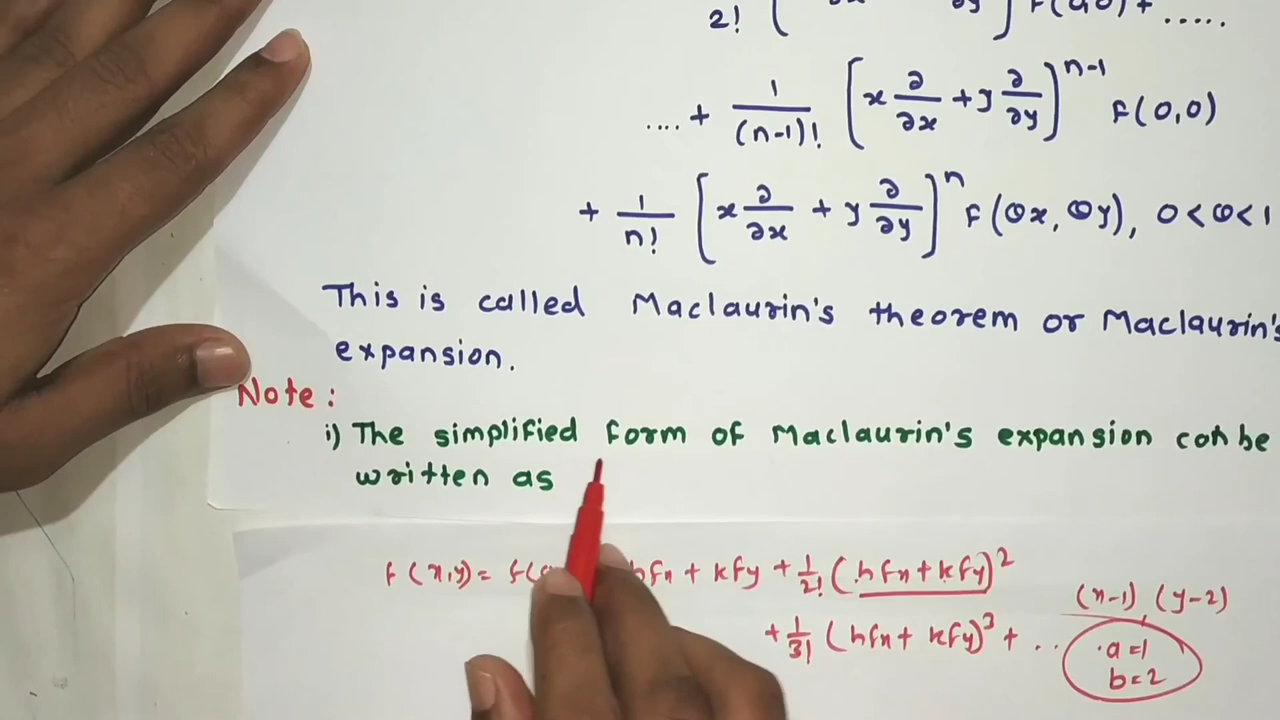 2! [ ∂x ∂y ] f(0,0) + .....
.... + 1/(n-1)! [x ∂/∂x + y ∂/∂y]^(n-1) F(0,0)
+ 1/n! [x ∂/∂x + y ∂/∂y]^n F(θx, θy), 0<θ<1
This is called Maclaurin's theorem or Maclaurin's
expansion.
Note :
i) The simplified form of Maclaurin's expansion can be
written as
f(x,y) = f( hfx + kfy + 1/2! (hfx + kfy)^2
+ 1/3! (hfx + kfy)^3 + ..
(x-1), (y-2)
a=1
b=2